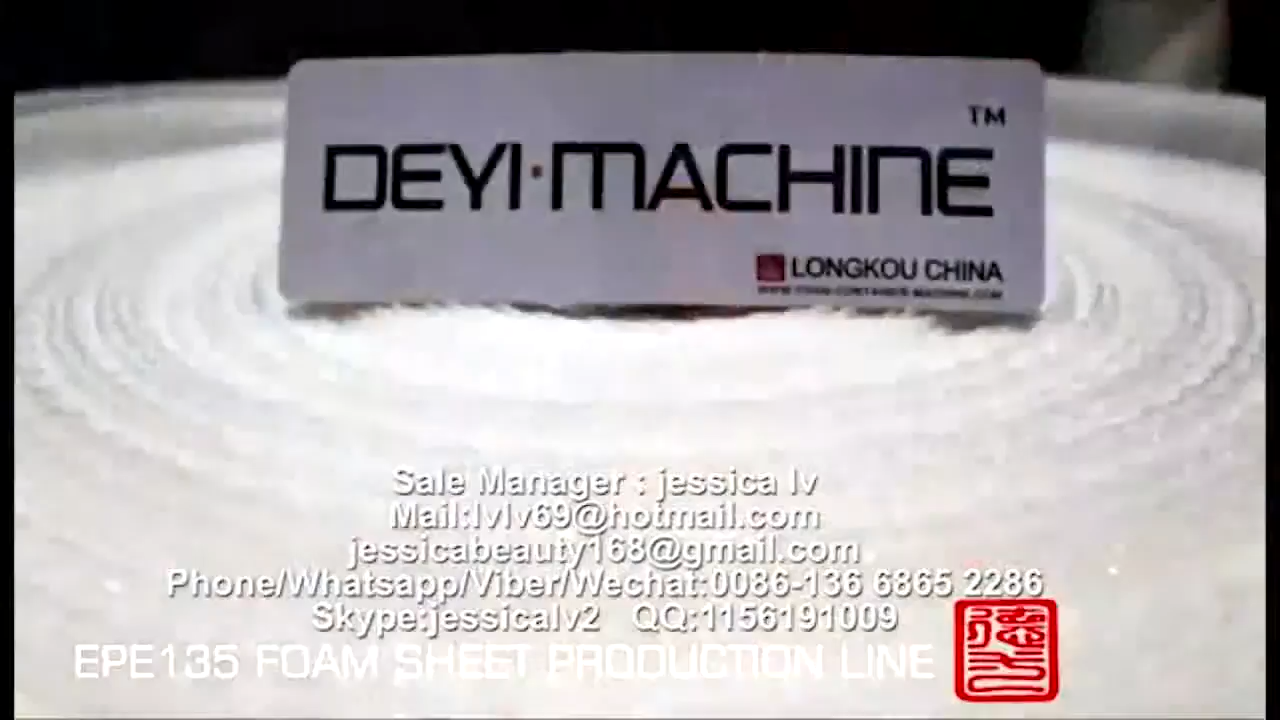 TM
DEYI·MACHINE
LONGKOU CHINA
Sale Manager : jessica lv
Mail:lvlv69@hotmail.com
jessicabeauty168@gmail.com
Phone/Whatsapp/Viber/Wechat:0086-136 6865 2286
Skype:jessicalv2 QQ:1156191009
EPE135 FOAM SHEET PRODUCTION LINE